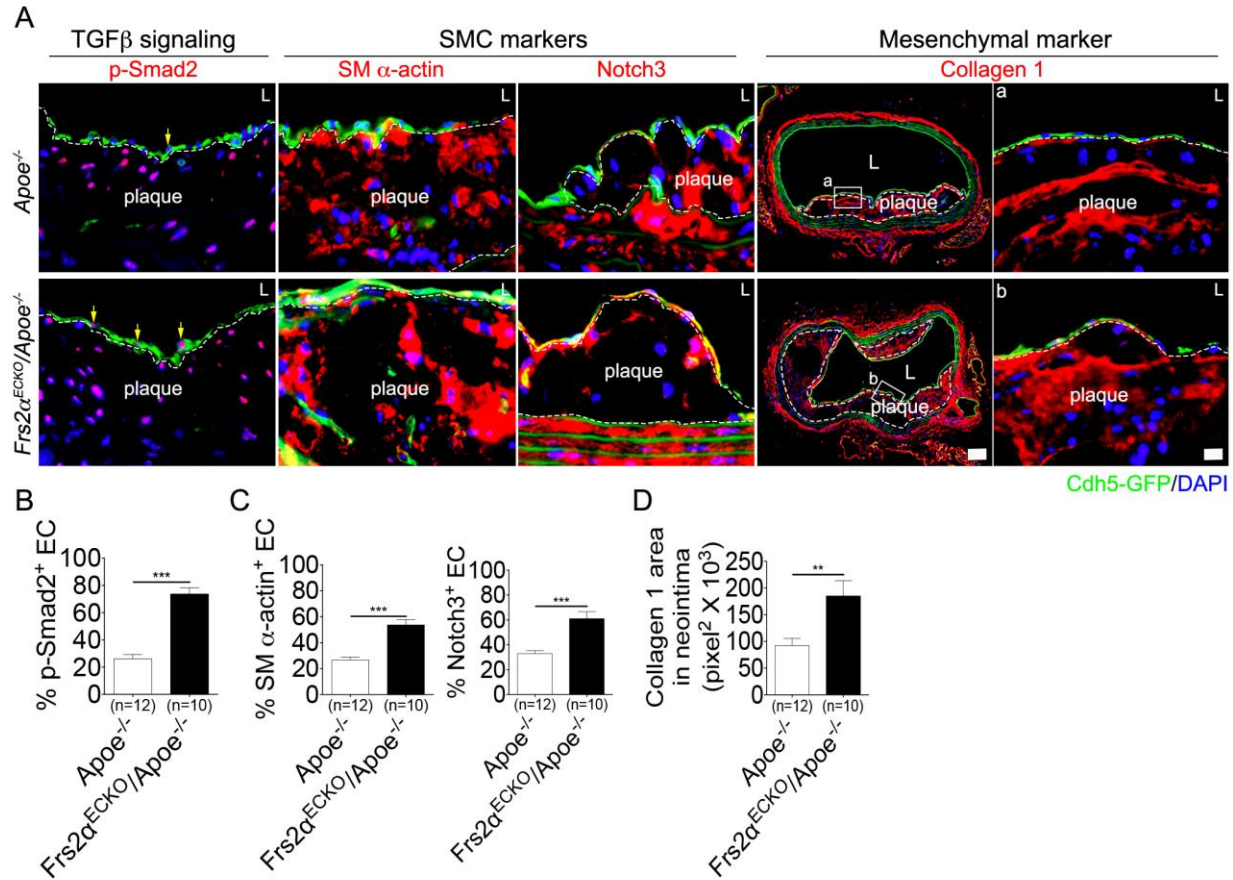 A
TGFβ signaling
SMC markers
Mesenchymal marker
p-Smad2
SM α-actin
Notch3
Collagen 1
Apoe⁻/⁻
L
plaque
L
plaque
L
plaque
L
a
plaque
a
L
plaque
Frs2αᴱᶜᴷᴼ/Apoe⁻/⁻
L
plaque
L
plaque
L
plaque
L
b
plaque
b
L
plaque
Cdh5-GFP/DAPI
B
% p-Smad2⁺ EC
100
80
60
40
20
0
***
(n=12)
(n=10)
Apoe⁻/⁻
Frs2αᴱᶜᴷᴼ/Apoe⁻/⁻
C
% SM α-actin⁺ EC
100
80
60
40
20
0
***
(n=12)
(n=10)
Apoe⁻/⁻
Frs2αᴱᶜᴷᴼ/Apoe⁻/⁻
% Notch3⁺ EC
100
80
60
40
20
0
***
(n=12)
(n=10)
Apoe⁻/⁻
Frs2αᴱᶜᴷᴼ/Apoe⁻/⁻
D
Collagen 1 area
in neointima
(pixel² X 10³)
250
200
150
100
50
0
**
(n=12)
(n=10)
Apoe⁻/⁻
Frs2αᴱᶜᴷᴼ/Apoe⁻/⁻